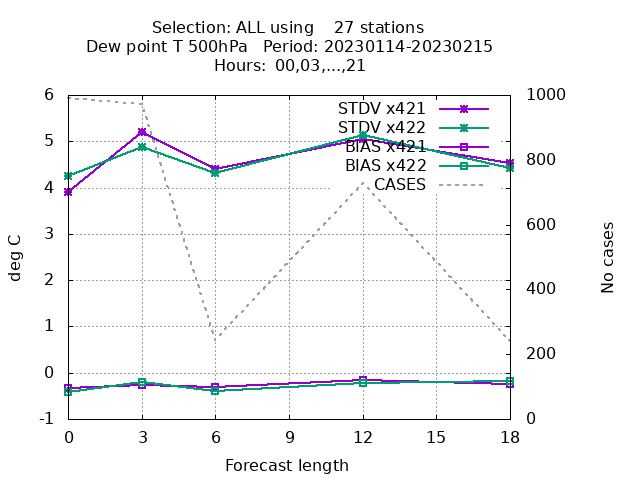 Selection: ALL using    27 stations
Dew point T 500hPa   Period: 20230114-20230215
Hours: 00,03,...,21
STDV x421
STDV x422
BIAS x421
BIAS x422
CASES
6
5
4
3
2
1
0
-1
1000
800
600
400
200
0
deg C
No cases
0 3 6 9 12 15 18
Forecast length